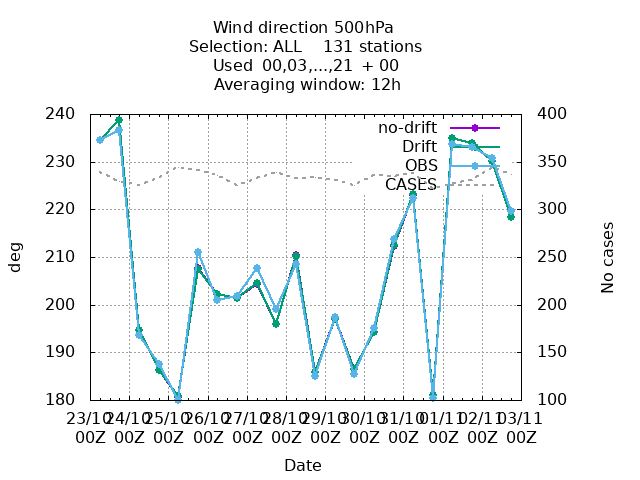 Wind direction 500hPa
Selection: ALL 131 stations
Used 00,03,...,21 + 00
Averaging window: 12h
240 400
no-drift
Drift
230 350
OBS
CASES
220 300
deg
210 250
No cases
200 200
190 150
180 100
23/10 24/10 25/10 26/10 27/10 28/10 29/10 30/10 31/10 01/11 02/11 03/11
00Z 00Z 00Z 00Z 00Z 00Z 00Z 00Z 00Z 00Z 00Z 00Z
Date